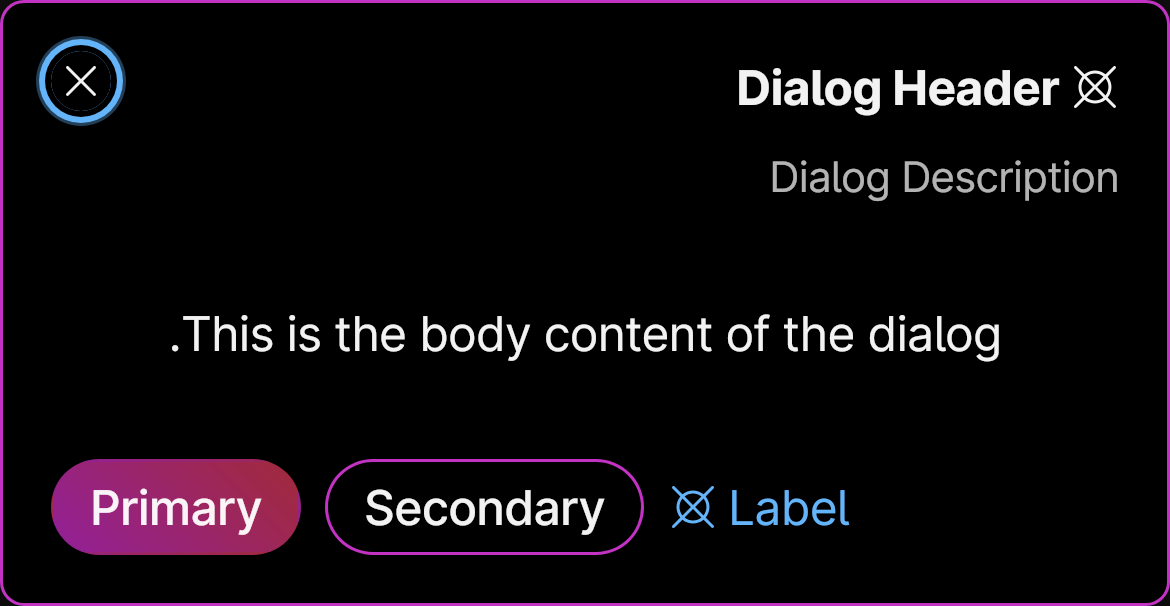 Dialog Header
Dialog Description
.This is the body content of the dialog
Primary
Secondary
Label